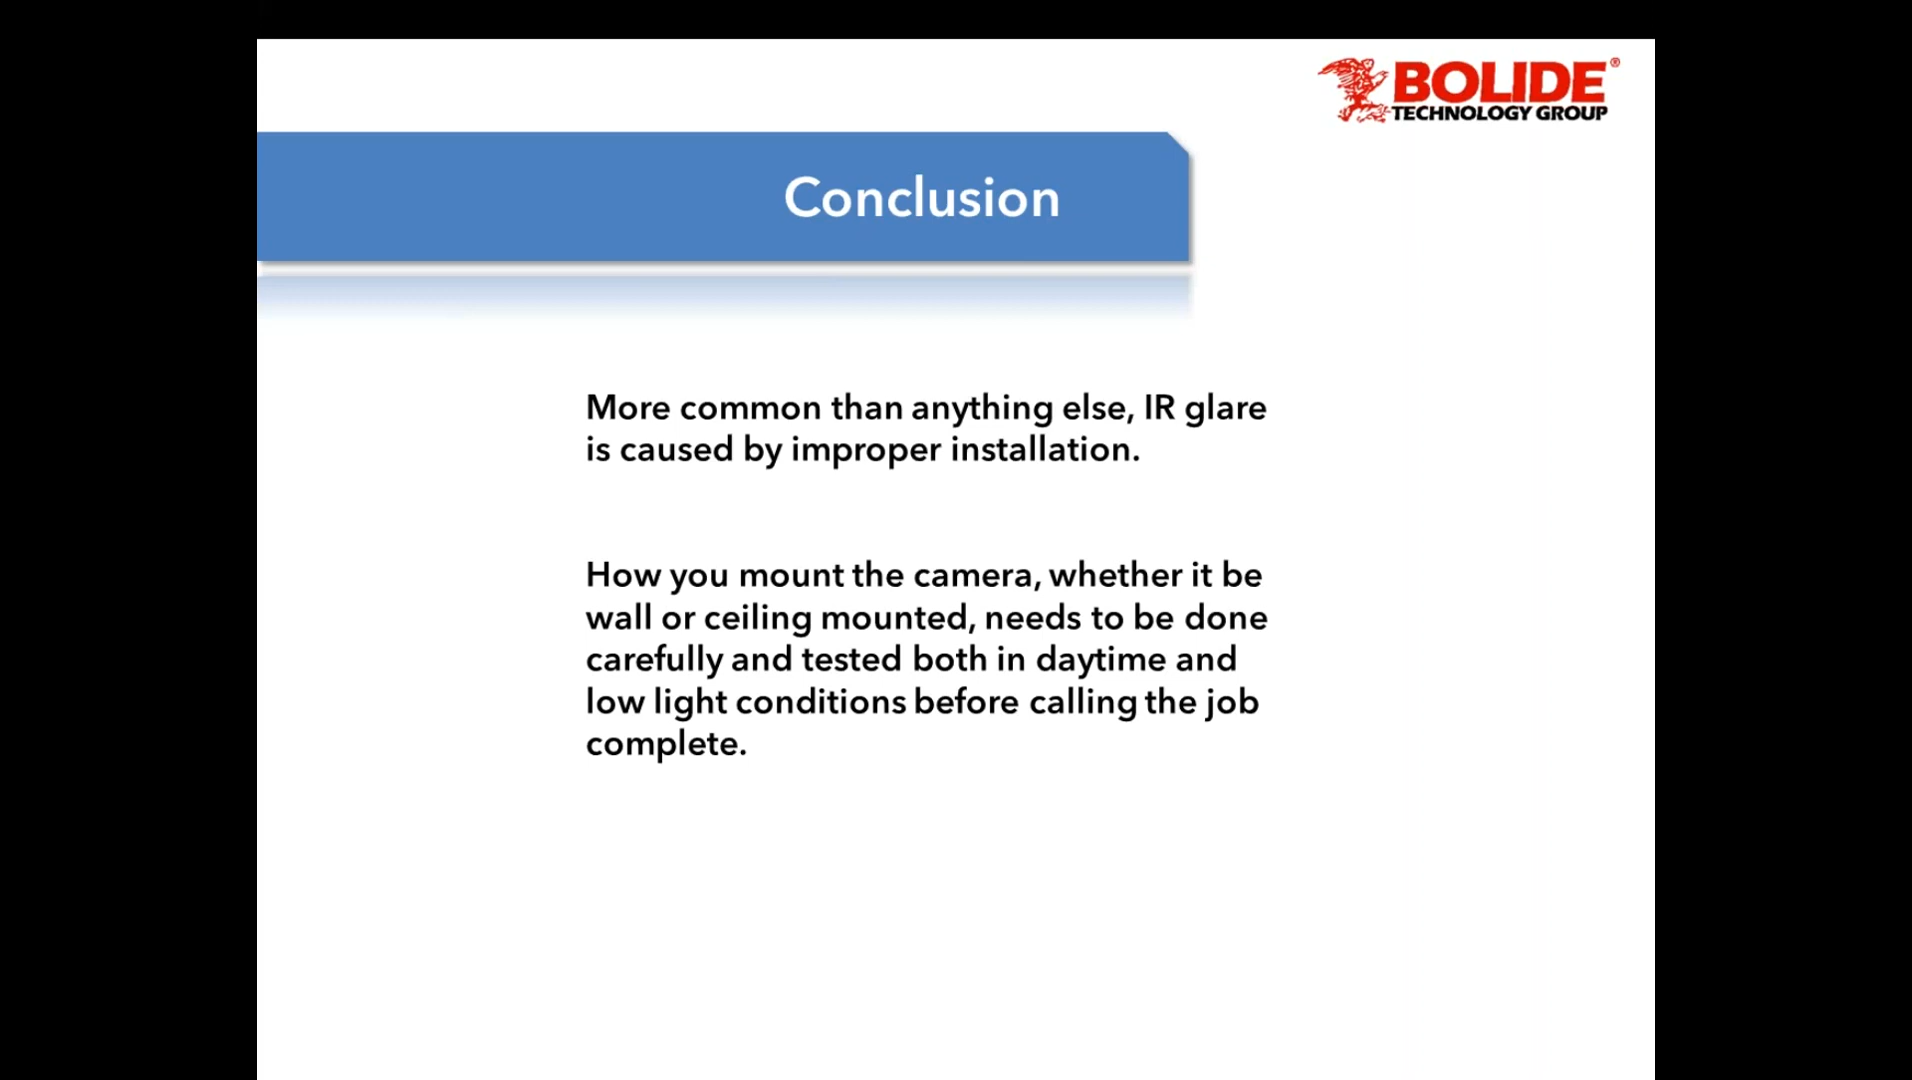 BOLIDE®
TECHNOLOGY GROUP
Conclusion
More common than anything else, IR glare
is caused by improper installation.
How you mount the camera, whether it be
wall or ceiling mounted, needs to be done
carefully and tested both in daytime and
low light conditions before calling the job
complete.